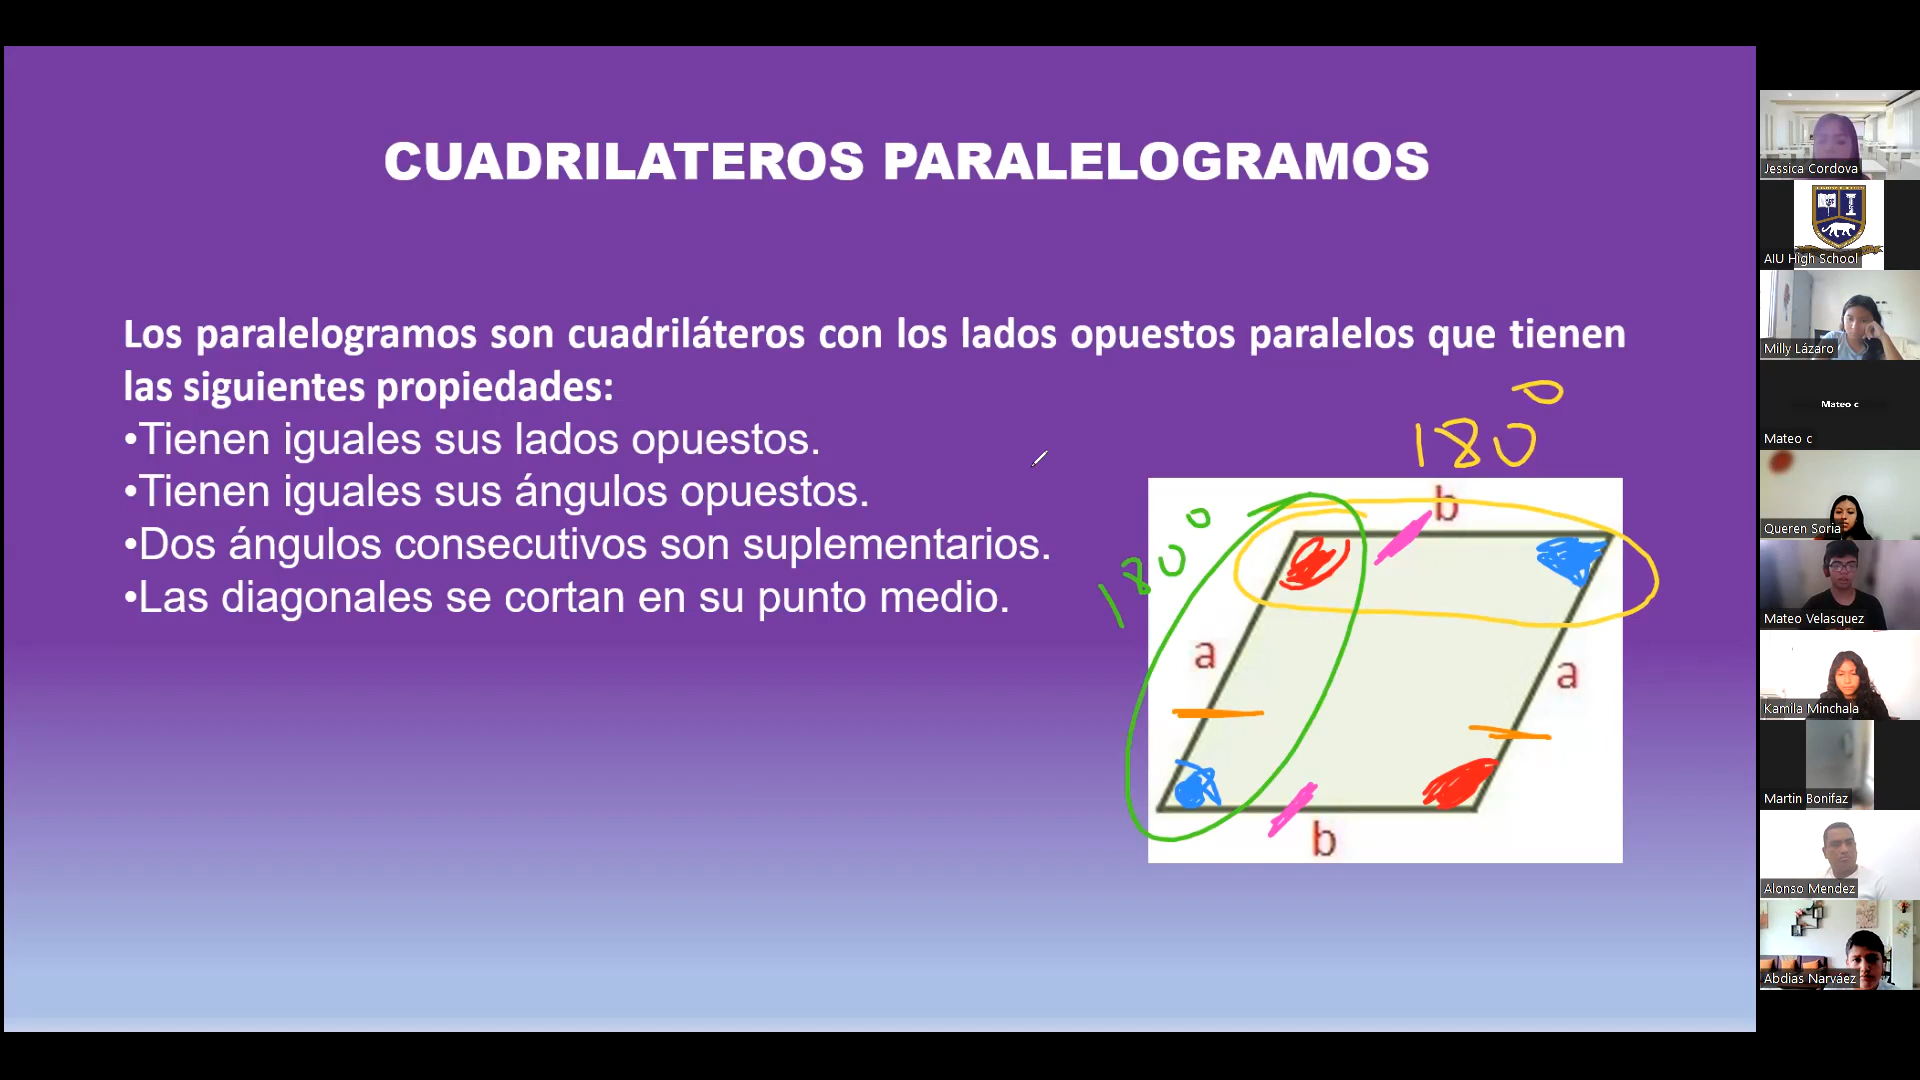 CUADRILATEROS PARALELOGRAMOS
Los paralelogramos son cuadriláteros con los lados opuestos paralelos que tienen
las siguientes propiedades:
•Tienen iguales sus lados opuestos.
•Tienen iguales sus ángulos opuestos.
•Dos ángulos consecutivos son suplementarios.
•Las diagonales se cortan en su punto medio.
180°
180°
b
a
a
b
Jessica Cordova
AIU High School
Milly Lázaro
Mateo c
Mateo c
Queren Soria
Mateo Velasquez
Kamila Minchala
Martin Bonifaz
Alonso Mendez
Abdias Narváez